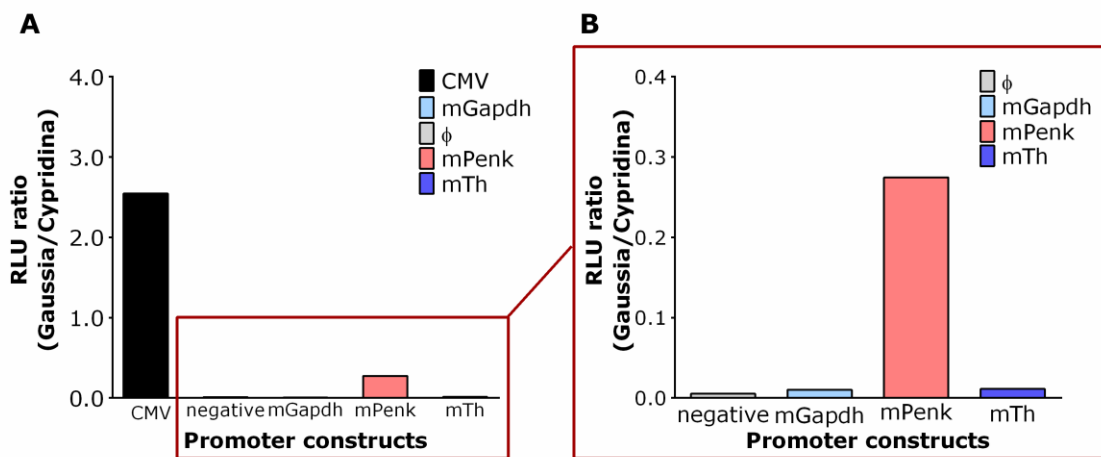 A
RLU ratio
(Gaussia/Cypridina)
4.0
3.0
2.0
1.0
0.0
CMV
mGapdh
ϕ
mPenk
mTh
CMV negative mGapdh mPenk mTh
Promoter constructs
B
RLU ratio
(Gaussia/Cypridina)
0.4
0.3
0.2
0.1
0.0
ϕ
mGapdh
mPenk
mTh
negative mGapdh mPenk mTh
Promoter constructs